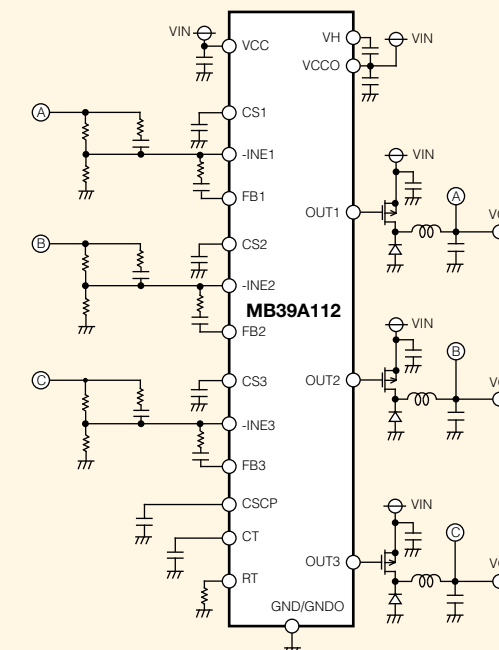 VIN
VCC
VH
VIN
VCCO
A
CS1
-INE1
VIN
FB1
OUT1
A
B
CS2
-INE2
MB39A112
VIN
FB2
B
C
CS3
OUT2
-INE3
FB3
VIN
CSCP
C
CT
OUT3
RT
GND/GNDO